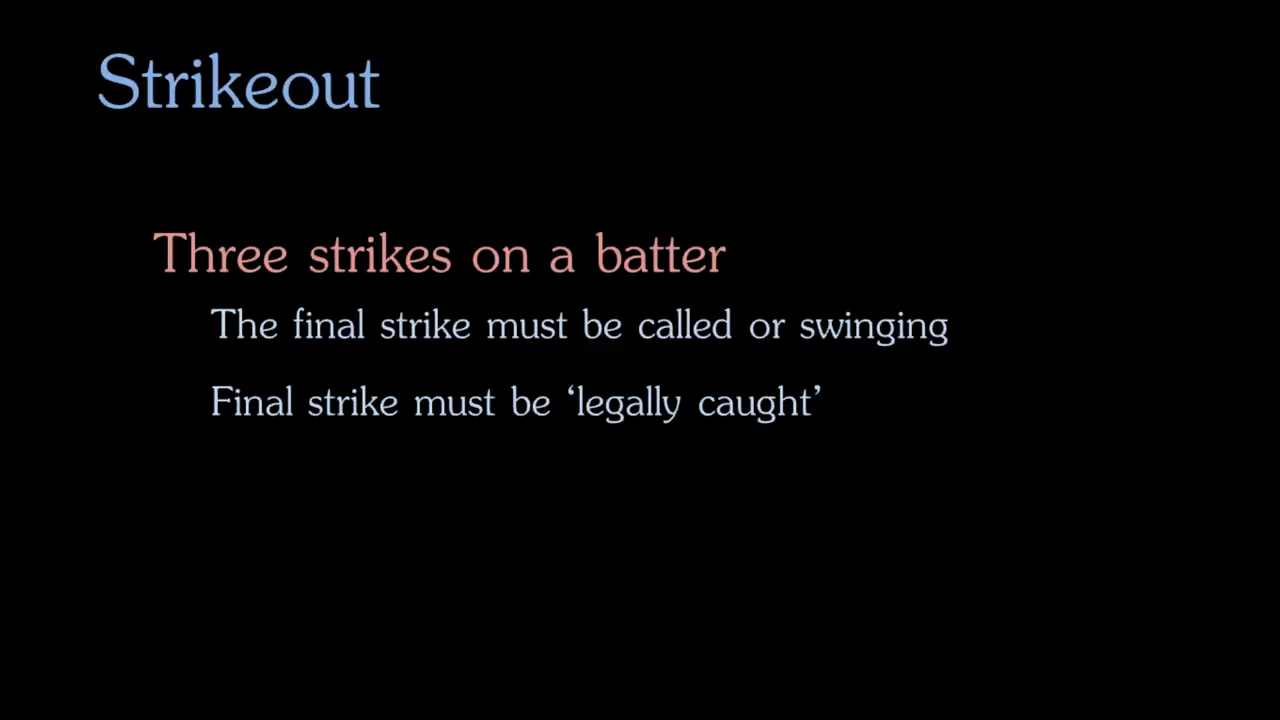 Strikeout
Three strikes on a batter
The final strike must be called or swinging
Final strike must be ‘legally caught’